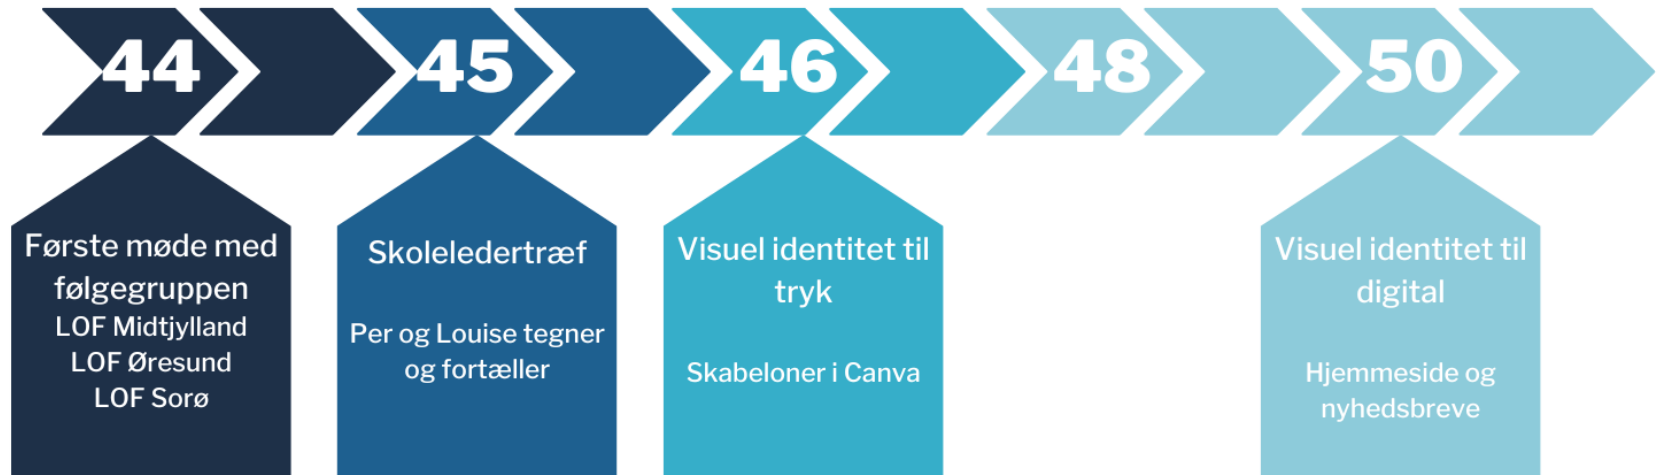 44
45
46
48
50
Første møde med
følgegruppen
LOF Midtjylland
LOF Øresund
LOF Sorø
Skoleledertræf
Per og Louise tegner
og fortæller
Visuel identitet til
tryk
Skabeloner i Canva
Visuel identitet til
digital
Hjemmeside og
nyhedsbreve